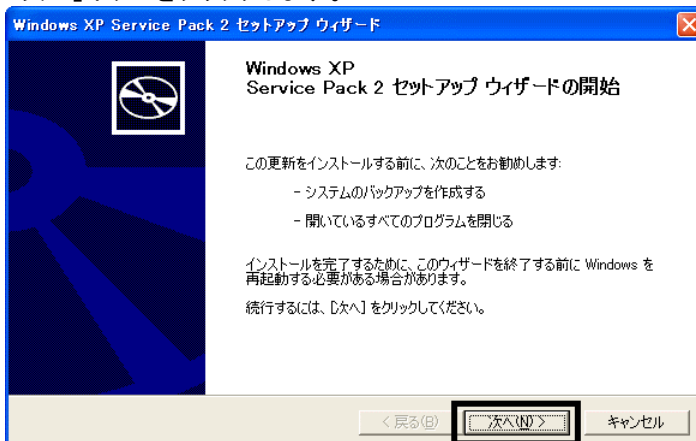 Windows XP Service Pack 2 セットアップ ウィザード
Windows XP
Service Pack 2 セットアップ ウィザードの開始
この更新をインストールする前に、次のことをお勧めします:
- システムのバックアップを作成する
- 開いているすべてのプログラムを閉じる
インストールを完了するために、このウィザードを終了する前に Windows を
再起動する必要がある場合があります。
続行するには、[次へ] をクリックしてください。
< 戻る(B) 次へ(N) > キャンセル